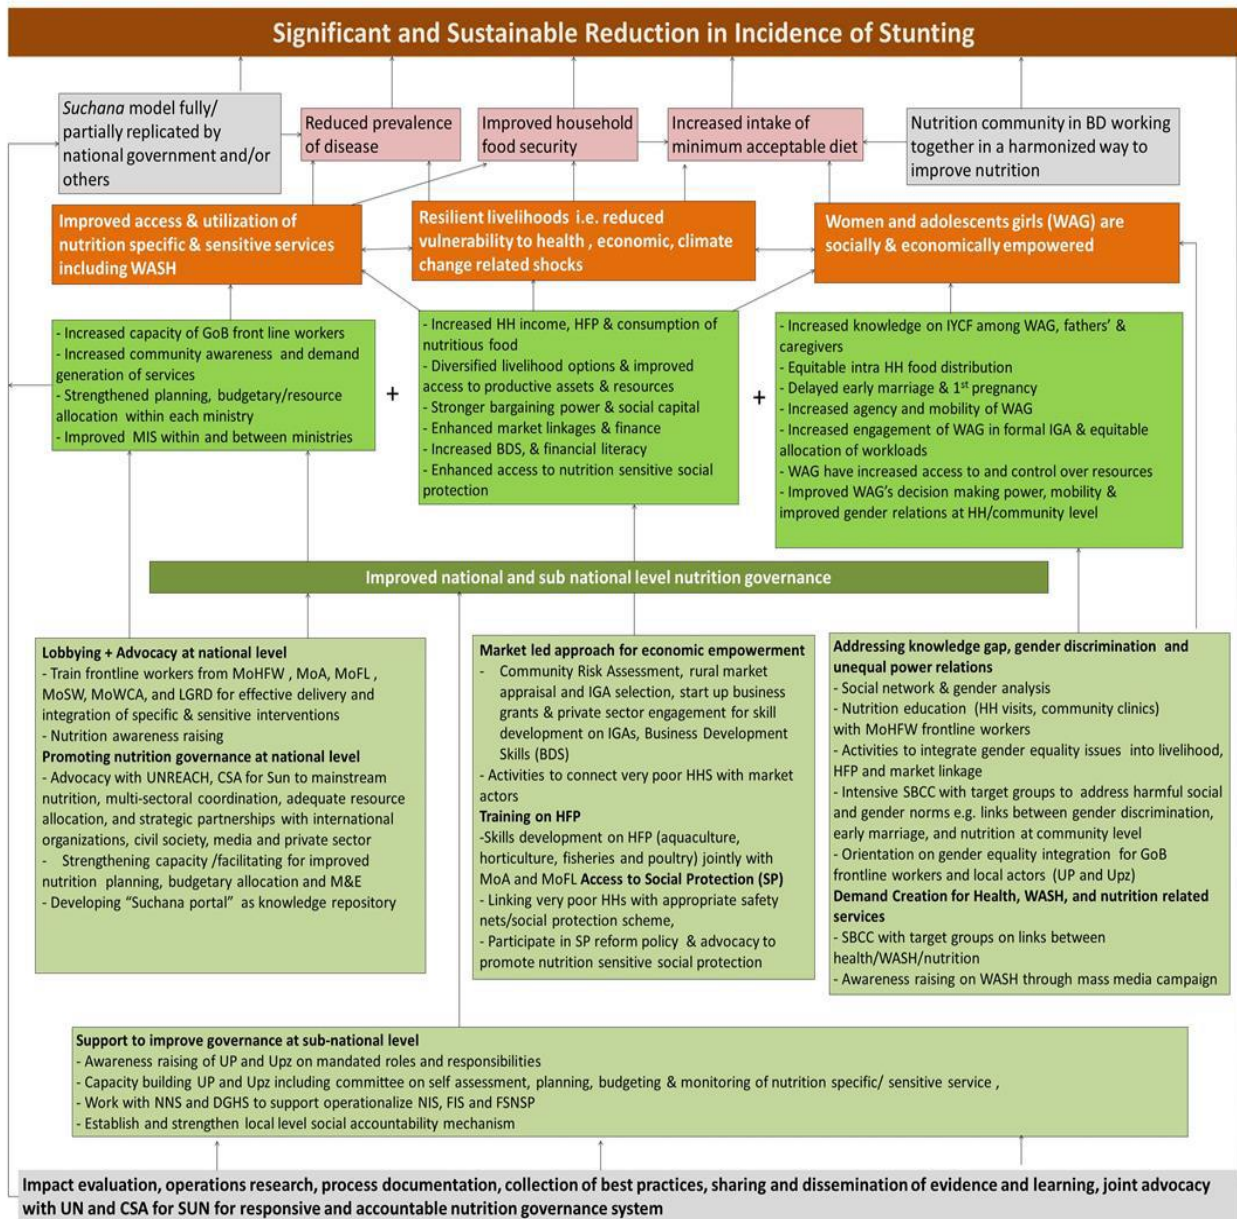 Significant and Sustainable Reduction in Incidence of Stunting
Suchana model fully/
partially replicated by
national government and/or
others
Reduced prevalence
of disease
Improved household
food security
Increased intake of
minimum acceptable diet
Nutrition community in BD working
together in a harmonized way to
improve nutrition
Improved access & utilization of
nutrition specific & sensitive services
including WASH
Resilient livelihoods i.e. reduced
vulnerability to health , economic, climate
change related shocks
Women and adolescents girls (WAG) are
socially & economically empowered
- Increased capacity of GoB front line workers
- Increased community awareness and demand
generation of services
- Strengthened planning, budgetary/resource
allocation within each ministry
- Improved MIS within and between ministries
+
- Increased HH income, HFP & consumption of
nutritious food
- Diversified livelihood options & improved
access to productive assets & resources
- Stronger bargaining power & social capital
- Enhanced market linkages & finance
- Increased BDS, & financial literacy
- Enhanced access to nutrition sensitive social
protection
+
- Increased knowledge on IYCF among WAG, fathers’ &
caregivers
- Equitable intra HH food distribution
- Delayed early marriage & 1st pregnancy
- Increased agency and mobility of WAG
- Increased engagement of WAG in formal IGA & equitable
allocation of workloads
- WAG have increased access to and control over resources
- Improved WAG’s decision making power, mobility &
improved gender relations at HH/community level
Improved national and sub national level nutrition governance
Lobbying + Advocacy at national level
- Train frontline workers from MoHFW , MoA, MoFL ,
MoSW, MoWCA, and LGRD for effective delivery and
integration of specific & sensitive interventions
- Nutrition awareness raising
Promoting nutrition governance at national level
- Advocacy with UNREACH, CSA for Sun to mainstream
nutrition, multi-sectoral coordination, adequate resource
allocation, and strategic partnerships with international
organizations, civil society, media and private sector
- Strengthening capacity /facilitating for improved
nutrition planning, budgetary allocation and M&E
- Developing “Suchana portal” as knowledge repository
Market led approach for economic empowerment
- Community Risk Assessment, rural market
appraisal and IGA selection, start up business
grants & private sector engagement for skill
development on IGAs, Business Development
Skills (BDS)
- Activities to connect very poor HHS with market
actors
Training on HFP
-Skills development on HFP (aquaculture,
horticulture, fisheries and poultry) jointly with
MoA and MoFL Access to Social Protection (SP)
- Linking very poor HHs with appropriate safety
nets/social protection scheme,
- Participate in SP reform policy & advocacy to
promote nutrition sensitive social protection
Addressing knowledge gap, gender discrimination and
unequal power relations
- Social network & gender analysis
- Nutrition education (HH visits, community clinics)
with MoHFW frontline workers
- Activities to integrate gender equality issues into livelihood,
HFP and market linkage
- Intensive SBCC with target groups to address harmful social
and gender norms e.g. links between gender discrimination,
early marriage, and nutrition at community level
- Orientation on gender equality integration for GoB
frontline workers and local actors (UP and Upz)
Demand Creation for Health, WASH, and nutrition related
services
- SBCC with target groups on links between
health/WASH/nutrition
- Awareness raising on WASH through mass media campaign
Support to improve governance at sub-national level
- Awareness raising of UP and Upz on mandated roles and responsibilities
- Capacity building UP and Upz including committee on self assessment, planning, budgeting & monitoring of nutrition specific/ sensitive service ,
- Work with NNS and DGHS to support operationalize NIS, FIS and FSNSP
- Establish and strengthen local level social accountability mechanism
Impact evaluation, operations research, process documentation, collection of best practices, sharing and dissemination of evidence and learning, joint advocacy
with UN and CSA for SUN for responsive and accountable nutrition governance system